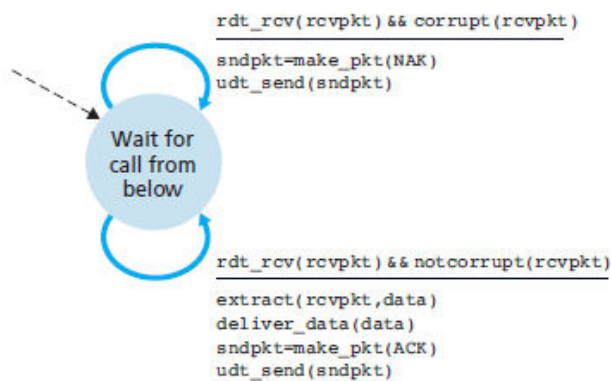 rdt_rcv(rcvpkt) && corrupt(rcvpkt)
sndpkt=make_pkt(NAK)
udt_send(sndpkt)
Wait for
call from
below
rdt_rcv(rcvpkt) && notcorrupt(rcvpkt)
extract(rcvpkt,data)
deliver_data(data)
sndpkt=make_pkt(ACK)
udt_send(sndpkt)